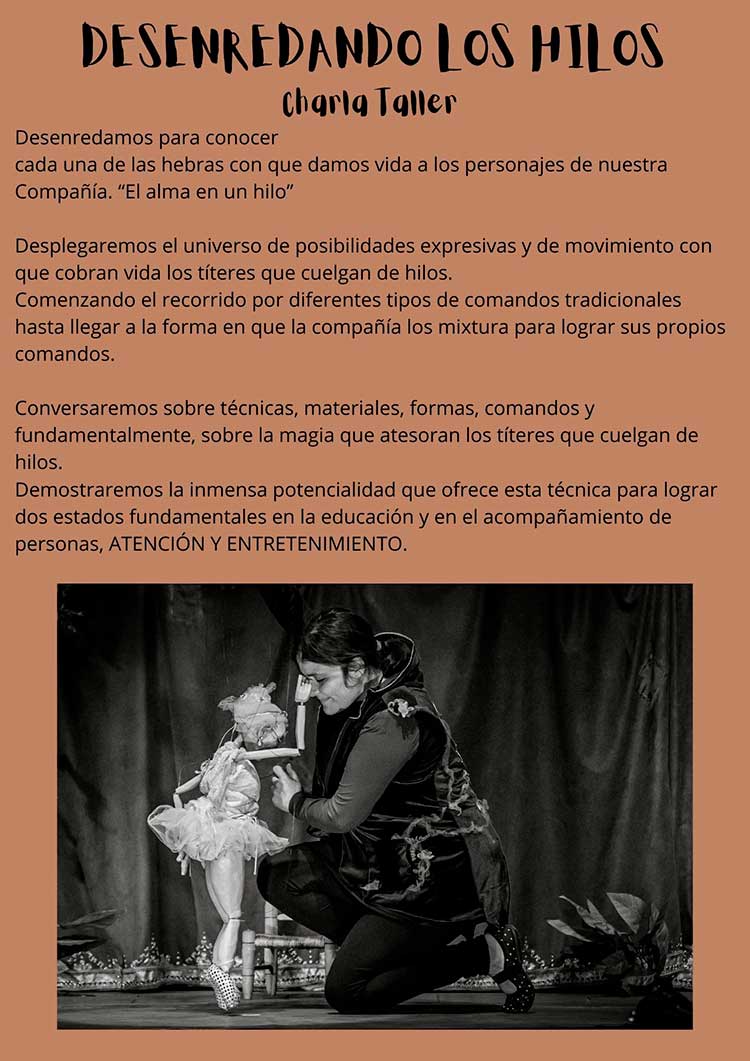 DESENREDANDO LOS HILOS
Charla Taller
Desenredamos para conocer
cada una de las hebras con que damos vida a los personajes de nuestra
Compañía. “El alma en un hilo”
Desplegaremos el universo de posibilidades expresivas y de movimiento con
que cobran vida los títeres que cuelgan de hilos.
Comenzando el recorrido por diferentes tipos de comandos tradicionales
hasta llegar a la forma en que la compañía los mixtura para lograr sus propios
comandos.
Conversaremos sobre técnicas, materiales, formas, comandos y
fundamentalmente, sobre la magia que atesoran los títeres que cuelgan de
hilos.
Demostraremos la inmensa potencialidad que ofrece esta técnica para lograr
dos estados fundamentales en la educación y en el acompañamiento de
personas, ATENCIÓN Y ENTRETENIMIENTO.